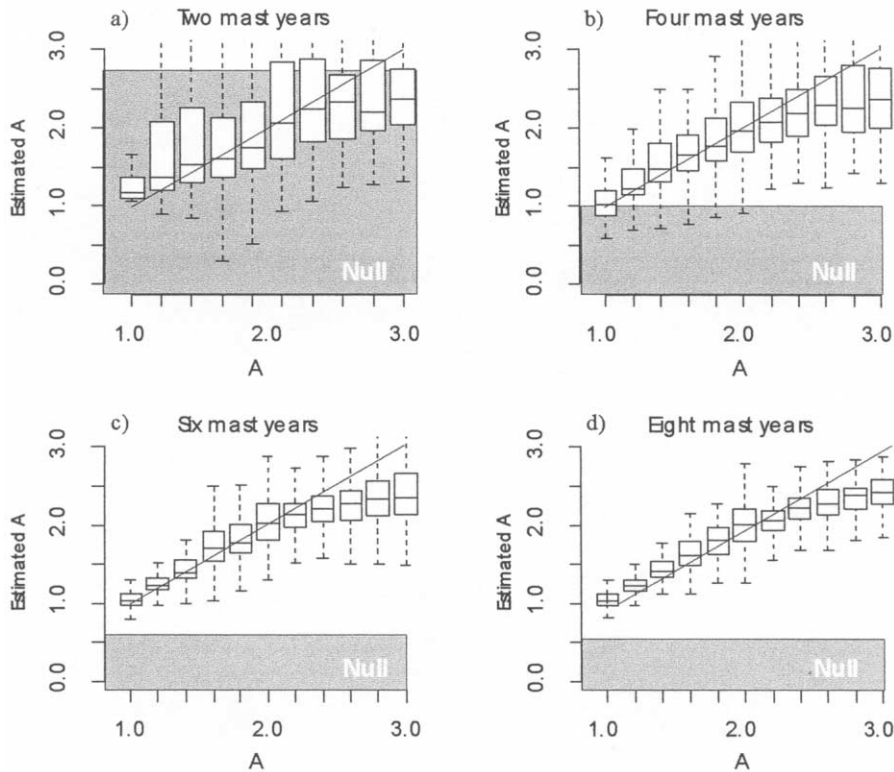 a) Two mast years
Estimated A
3.0
2.0
1.0
0.0
Null
1.0 2.0 3.0
A
b) Four mast years
Estimated A
3.0
2.0
1.0
0.0
Null
1.0 2.0 3.0
A
c) Six mast years
Estimated A
3.0
2.0
1.0
0.0
Null
1.0 2.0 3.0
A
d) Eight mast years
Estimated A
3.0
2.0
1.0
0.0
Null
1.0 2.0 3.0
A